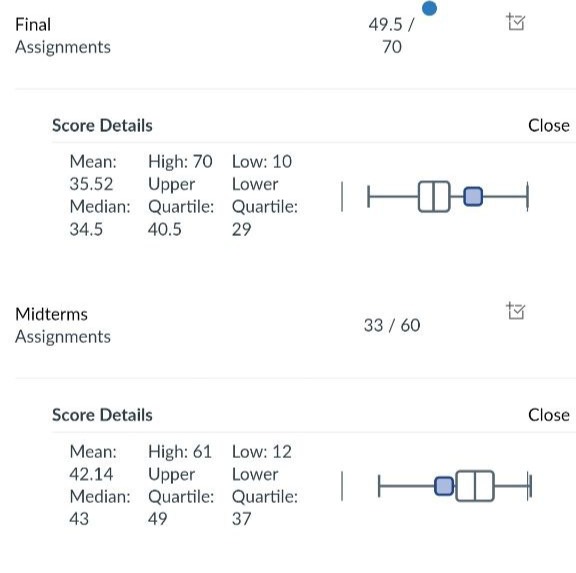 Final
Assignments
49.5 /
70
Score Details
Close
Mean:
35.52
Median:
34.5
High: 70
Upper
Quartile:
40.5
Low: 10
Lower
Quartile:
29
Midterms
Assignments
33 / 60
Score Details
Close
Mean:
42.14
Median:
43
High: 61
Upper
Quartile:
49
Low: 12
Lower
Quartile:
37